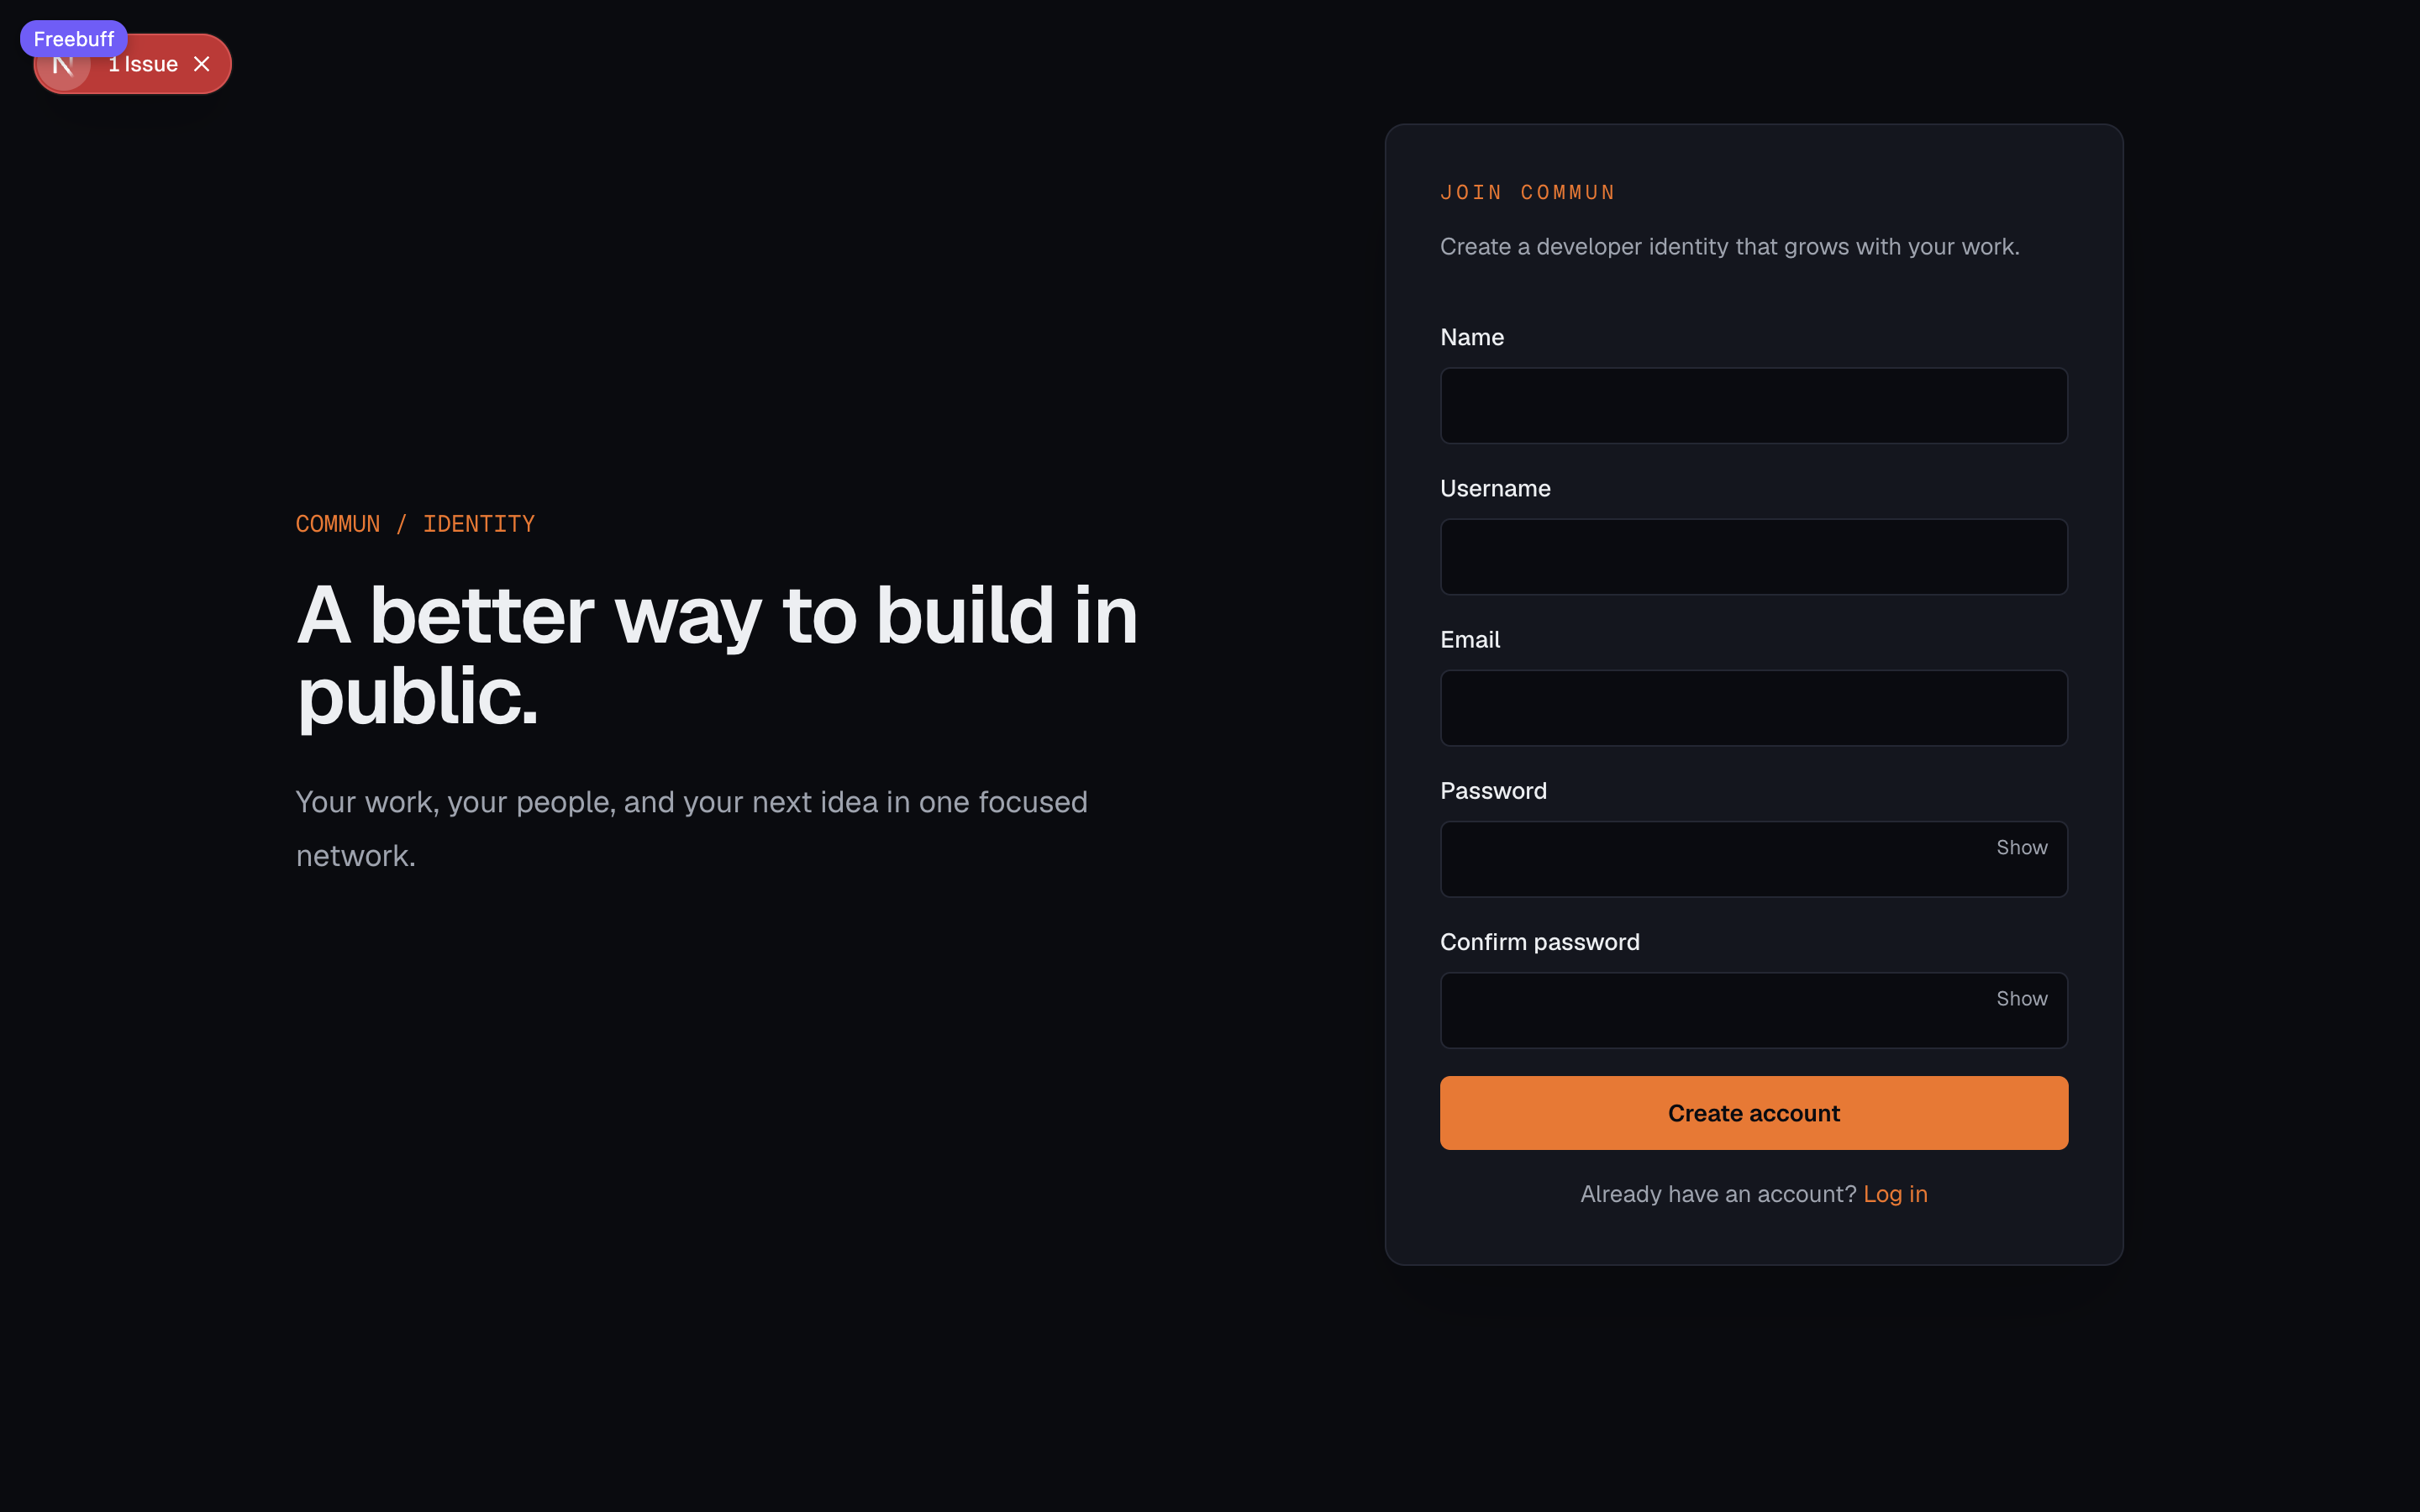 Freebuff
1 Issue
COMMUN / IDENTITY
A better way to build in
public.
Your work, your people, and your next idea in one focused
network.
JOIN COMMUN
Create a developer identity that grows with your work.
Name
Username
Email
Password
Show
Confirm password
Show
Create account
Already have an account? Log in